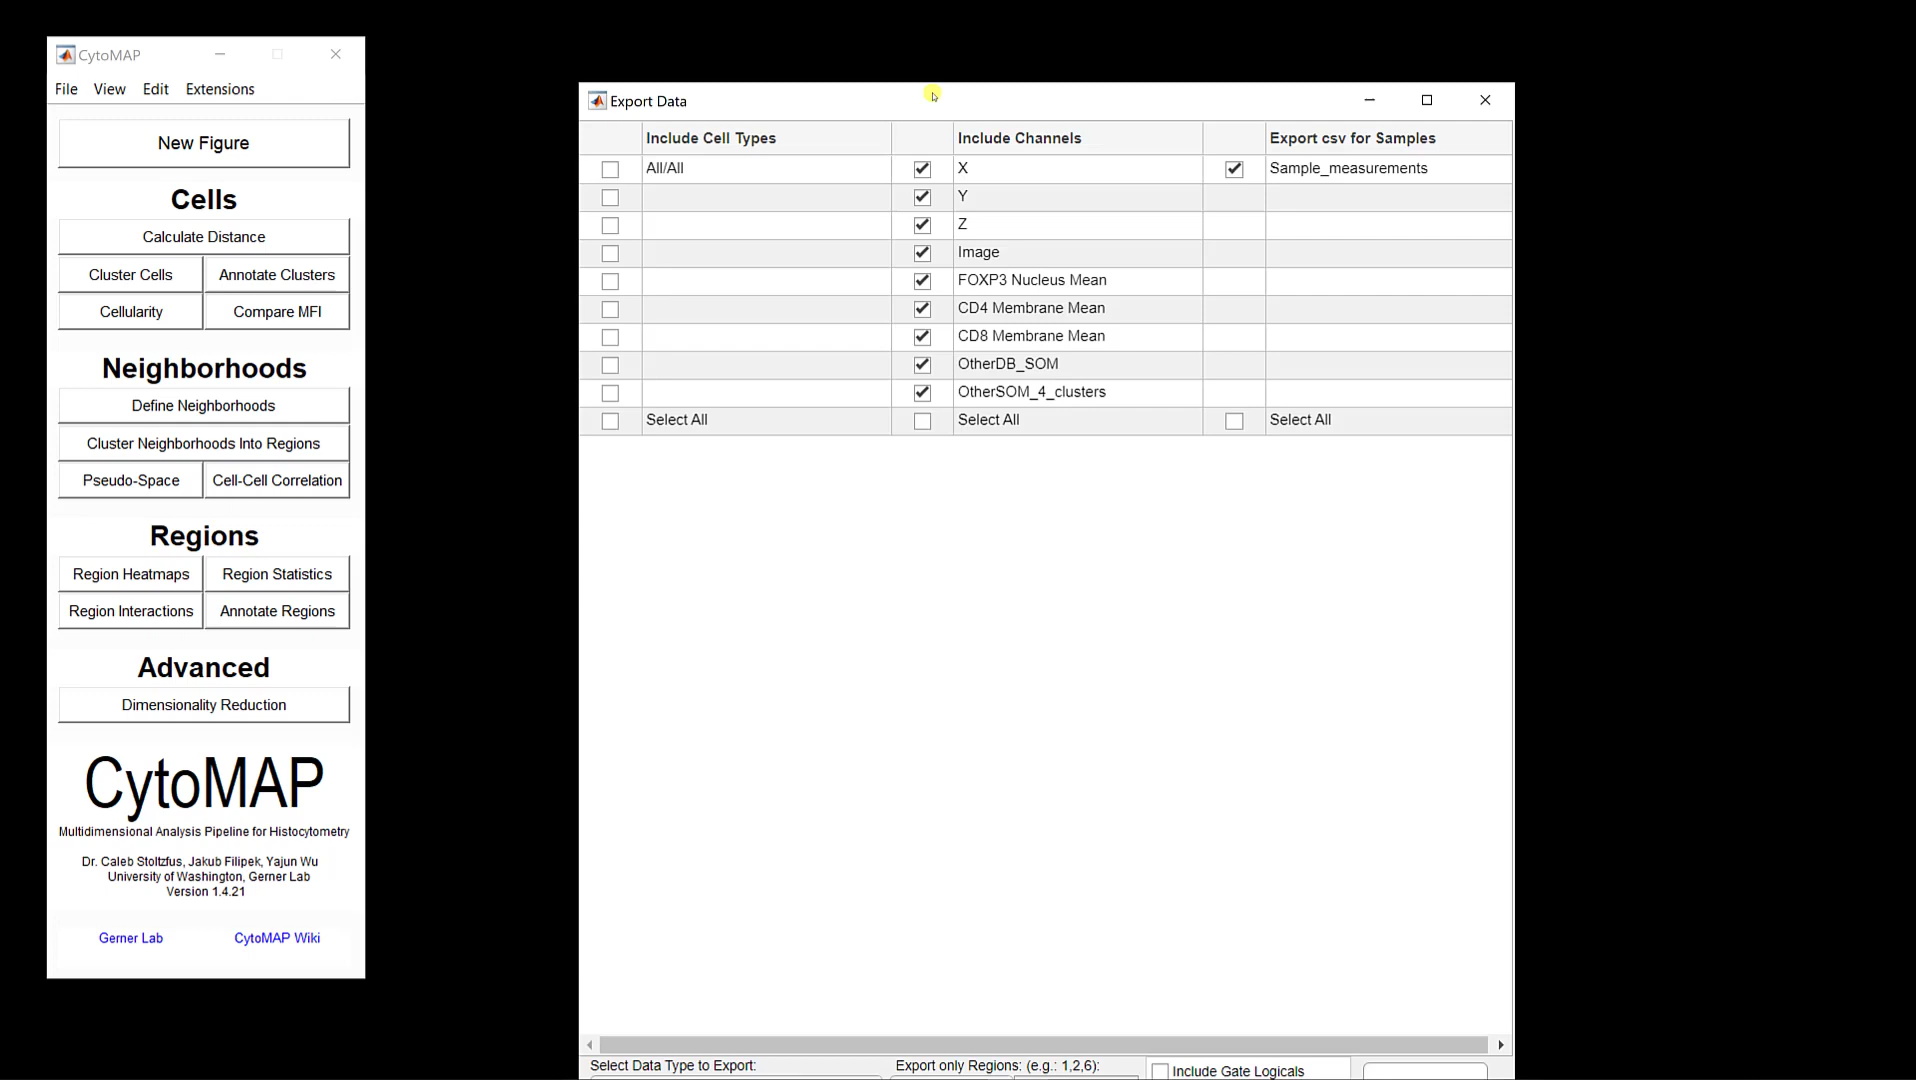 CytoMAP
File View Edit Extensions
New Figure
Cells
Calculate Distance
Cluster Cells Annotate Clusters
Cellularity Compare MFI
Neighborhoods
Define Neighborhoods
Cluster Neighborhoods Into Regions
Pseudo-Space Cell-Cell Correlation
Regions
Region Heatmaps Region Statistics
Region Interactions Annotate Regions
Advanced
Dimensionality Reduction
CytoMAP
Multidimensional Analysis Pipeline for Histocytometry
Dr. Caleb Stoltzfus, Jakub Filipek, Yajun Wu
University of Washington, Gerner Lab
Version 1.4.21
Gerner Lab CytoMAP Wiki
Export Data
Include Cell Types Include Channels Export csv for Samples
All/All X Sample_measurements
Y
Z
Image
FOXP3 Nucleus Mean
CD4 Membrane Mean
CD8 Membrane Mean
OtherDB_SOM
OtherSOM_4_clusters
Select All Select All Select All
Select Data Type to Export: Export only Regions: (e.g.: 1,2,6): Include Gate Logicals